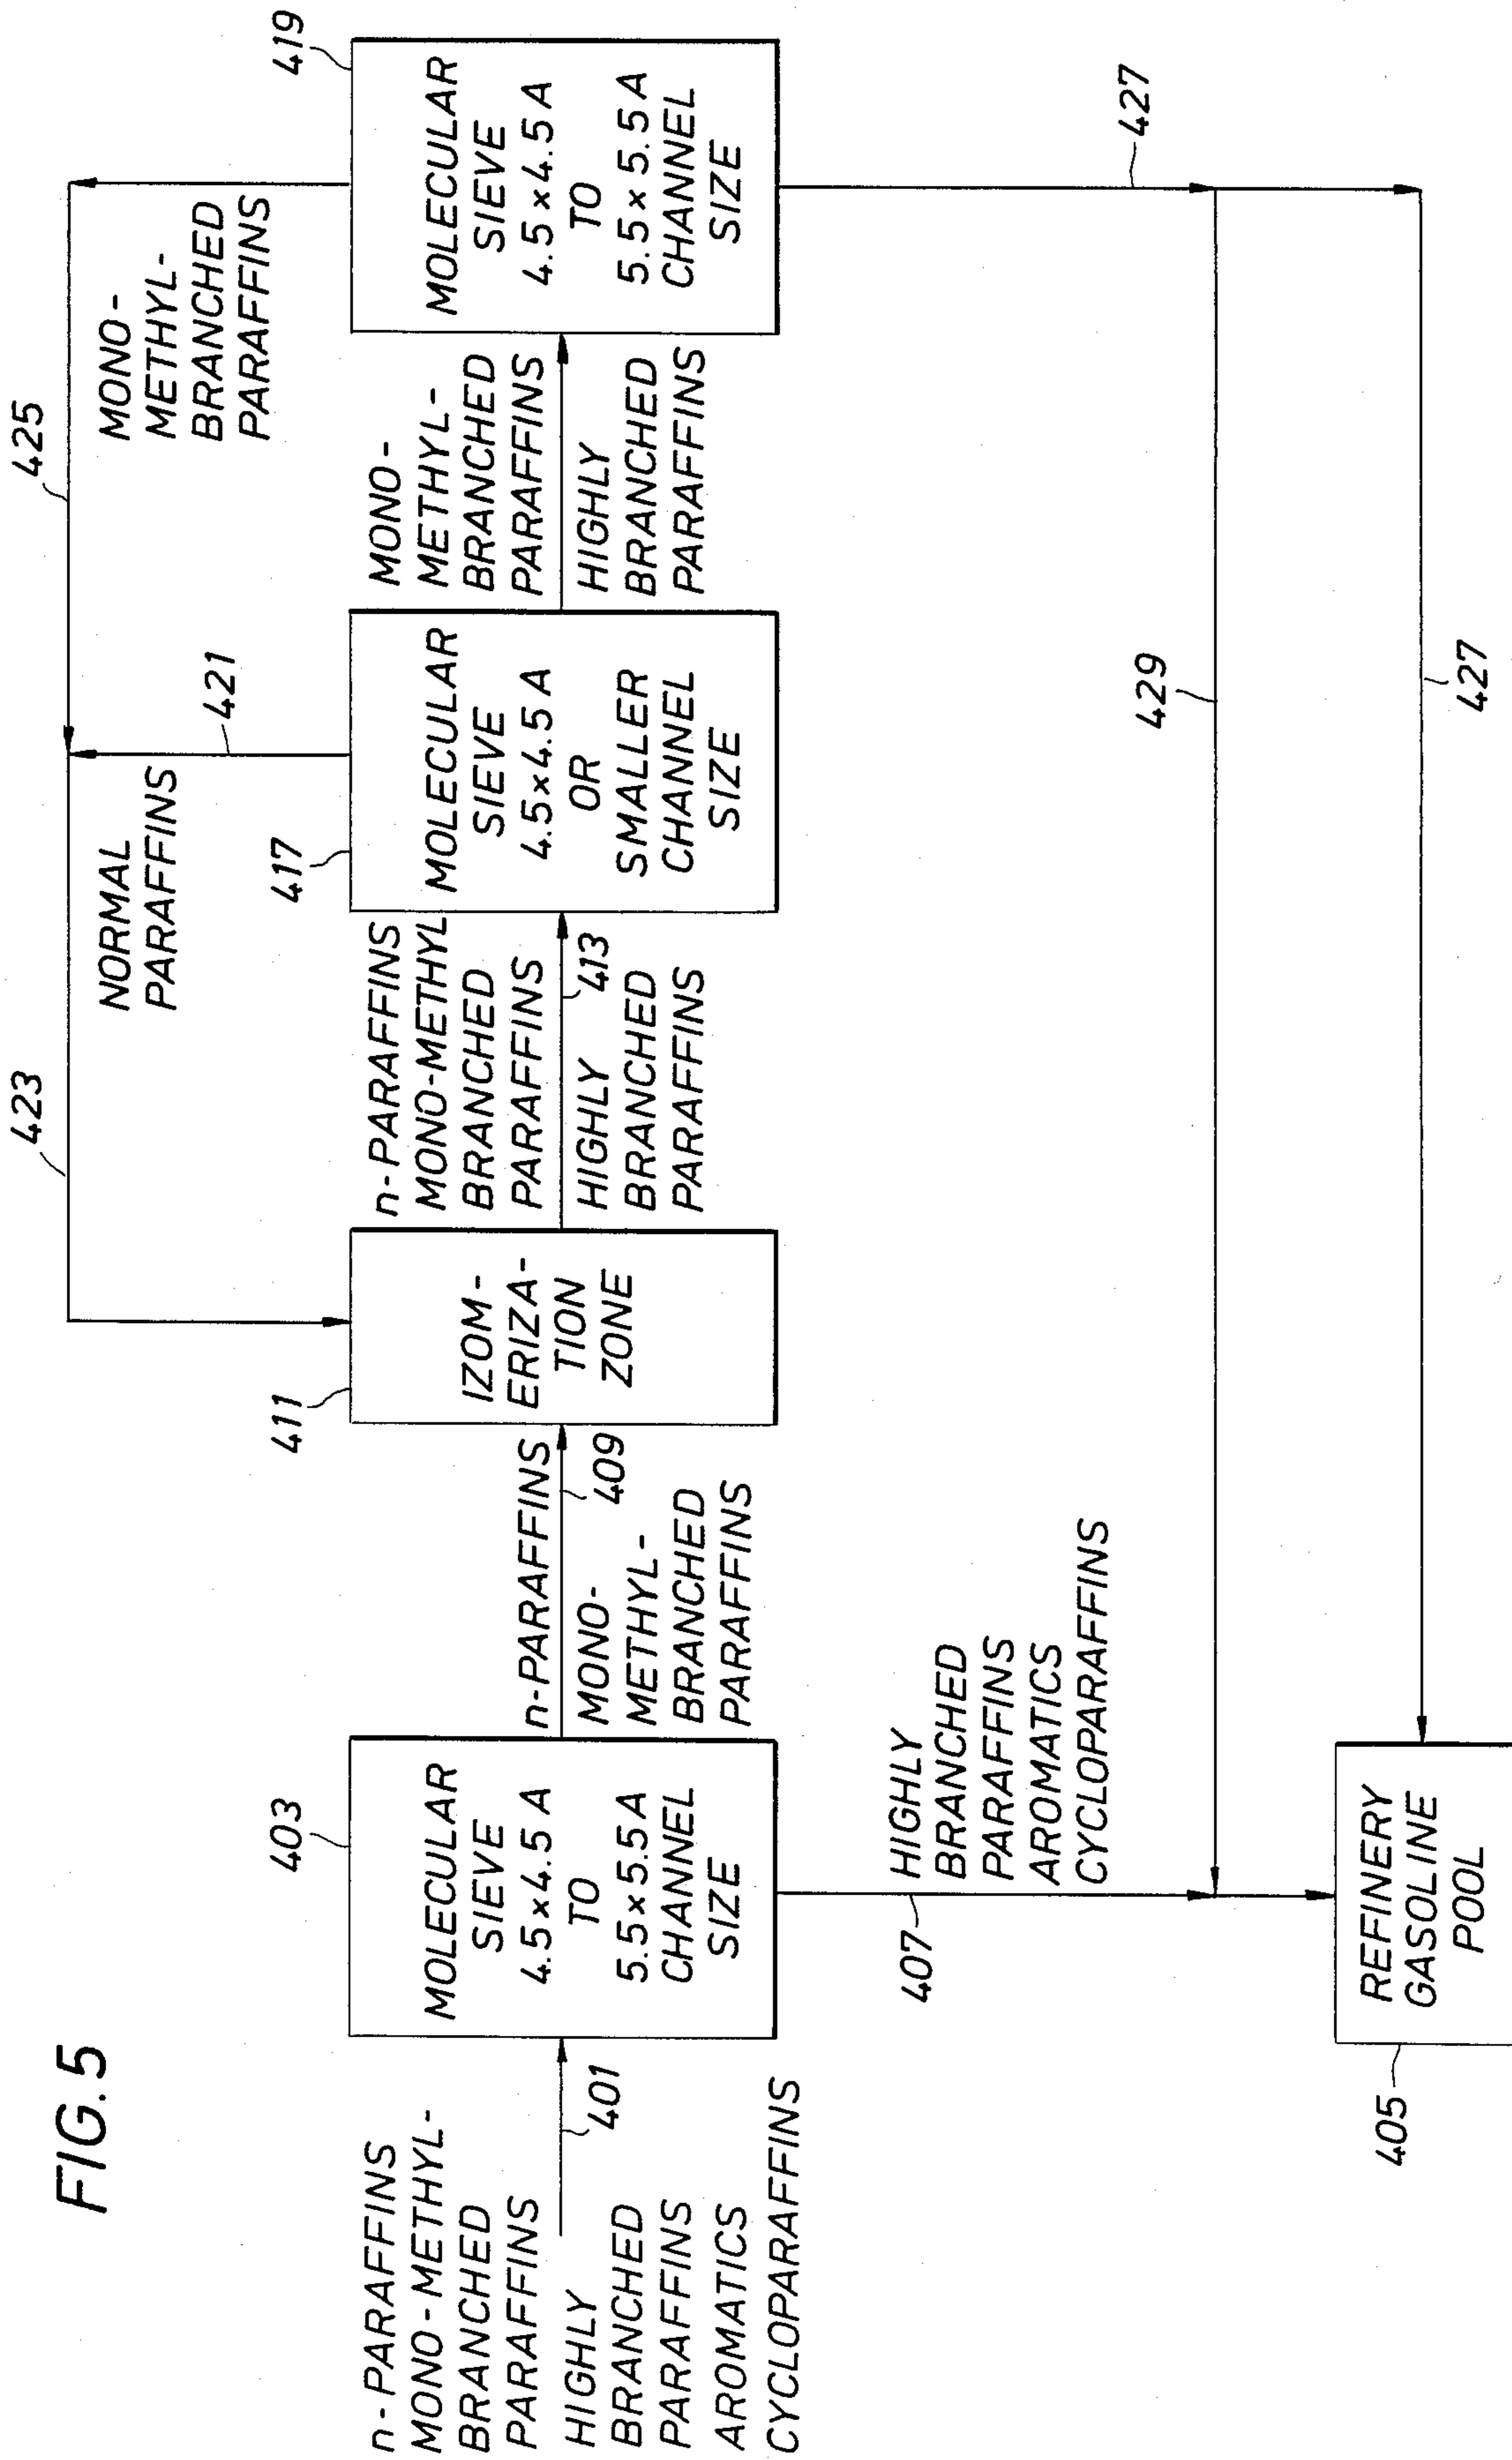 FIG. 5
n-PARAFFINS
MONO-METHYL-
BRANCHED
PARAFFINS
HIGHLY
BRANCHED
PARAFFINS
AROMATICS
CYCLOPARAFFINS
401
403
MOLECULAR
SIEVE
4.5×4.5 A
TO
5.5×5.5 A
CHANNEL
SIZE
407
HIGHLY
BRANCHED
PARAFFINS
AROMATICS
CYCLOPARAFFINS
405
REFINERY
GASOLINE
POOL
n-PARAFFINS
409
MONO-
METHYL-
BRANCHED
PARAFFINS
411
IZOM-
ERIZA-
TION
ZONE
423
n-PARAFFINS
MONO-METHYL
BRANCHED
PARAFFINS
413
HIGHLY
BRANCHED
PARAFFINS
NORMAL
PARAFFINS
421
417
MOLECULAR
SIEVE
4.5×4.5 A
OR
SMALLER
CHANNEL
SIZE
425
MONO-
METHYL-
BRANCHED
PARAFFINS
HIGHLY
BRANCHED
PARAFFINS
MONO-
METHYL-
BRANCHED
PARAFFINS
419
MOLECULAR
SIEVE
4.5×4.5 A
TO
5.5×5.5 A
CHANNEL
SIZE
427
429
427